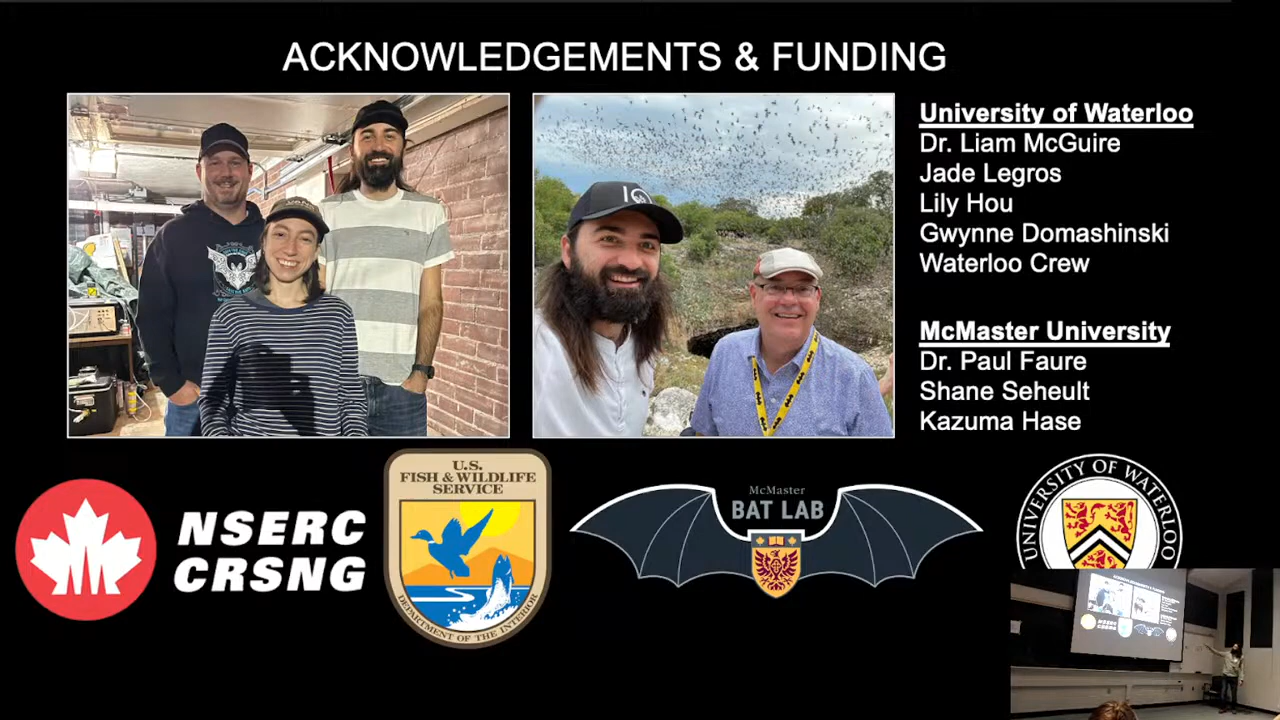 ACKNOWLEDGEMENTS & FUNDING
University of Waterloo
Dr. Liam McGuire
Jade Legros
Lily Hou
Gwynne Domashinski
Waterloo Crew
McMaster University
Dr. Paul Faure
Shane Seheult
Kazuma Hase
NSERC
CRSNG
U.S.
FISH & WILDLIFE
SERVICE
DEPARTMENT OF THE INTERIOR
McMaster
BAT LAB
UNIVERSITY OF WATERLOO
NSERC
CRSNG